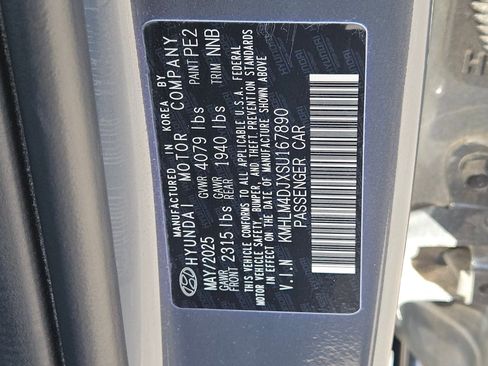 MANUFACTURED IN KOREA BY
HYUNDAI MOTOR COMPANY
MAY/2025 GVWR 4079 lbs PAINT PE2
GAWR FRONT 2315 lbs GAWR REAR 1940 lbs TRIM NNB
THIS VEHICLE CONFORMS TO ALL APPLICABLE U.S.A. FEDERAL
MOTOR VEHICLE SAFETY, BUMPER, AND THEFT PREVENTION STANDARDS
IN EFFECT ON THE DATE OF MANUFACTURE SHOWN ABOVE
V.I.N KMHLM4DJXSU167890
PASSENGER CAR